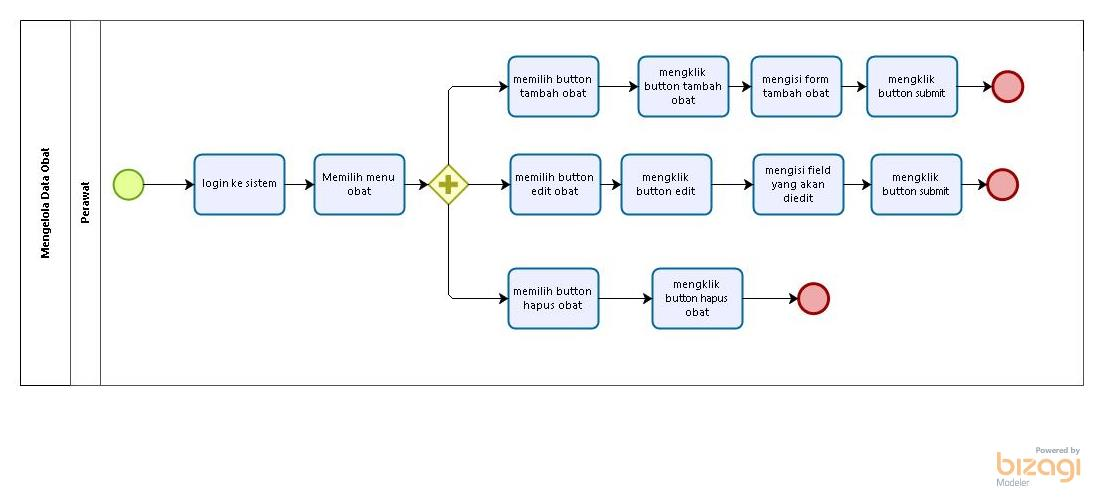 Mengelola Data Obat
Perawat
login ke sistem
Memilih menu
obat
memilih button
tambah obat
mengklik
button tambah
obat
mengisi form
tambah obat
mengklik
button submit
memilih button
edit obat
mengklik
button edit
mengisi field
yang akan
diedit
mengklik
button submit
memilih button
hapus obat
mengklik
button hapus
obat
Powered by
bizagi
Modeler